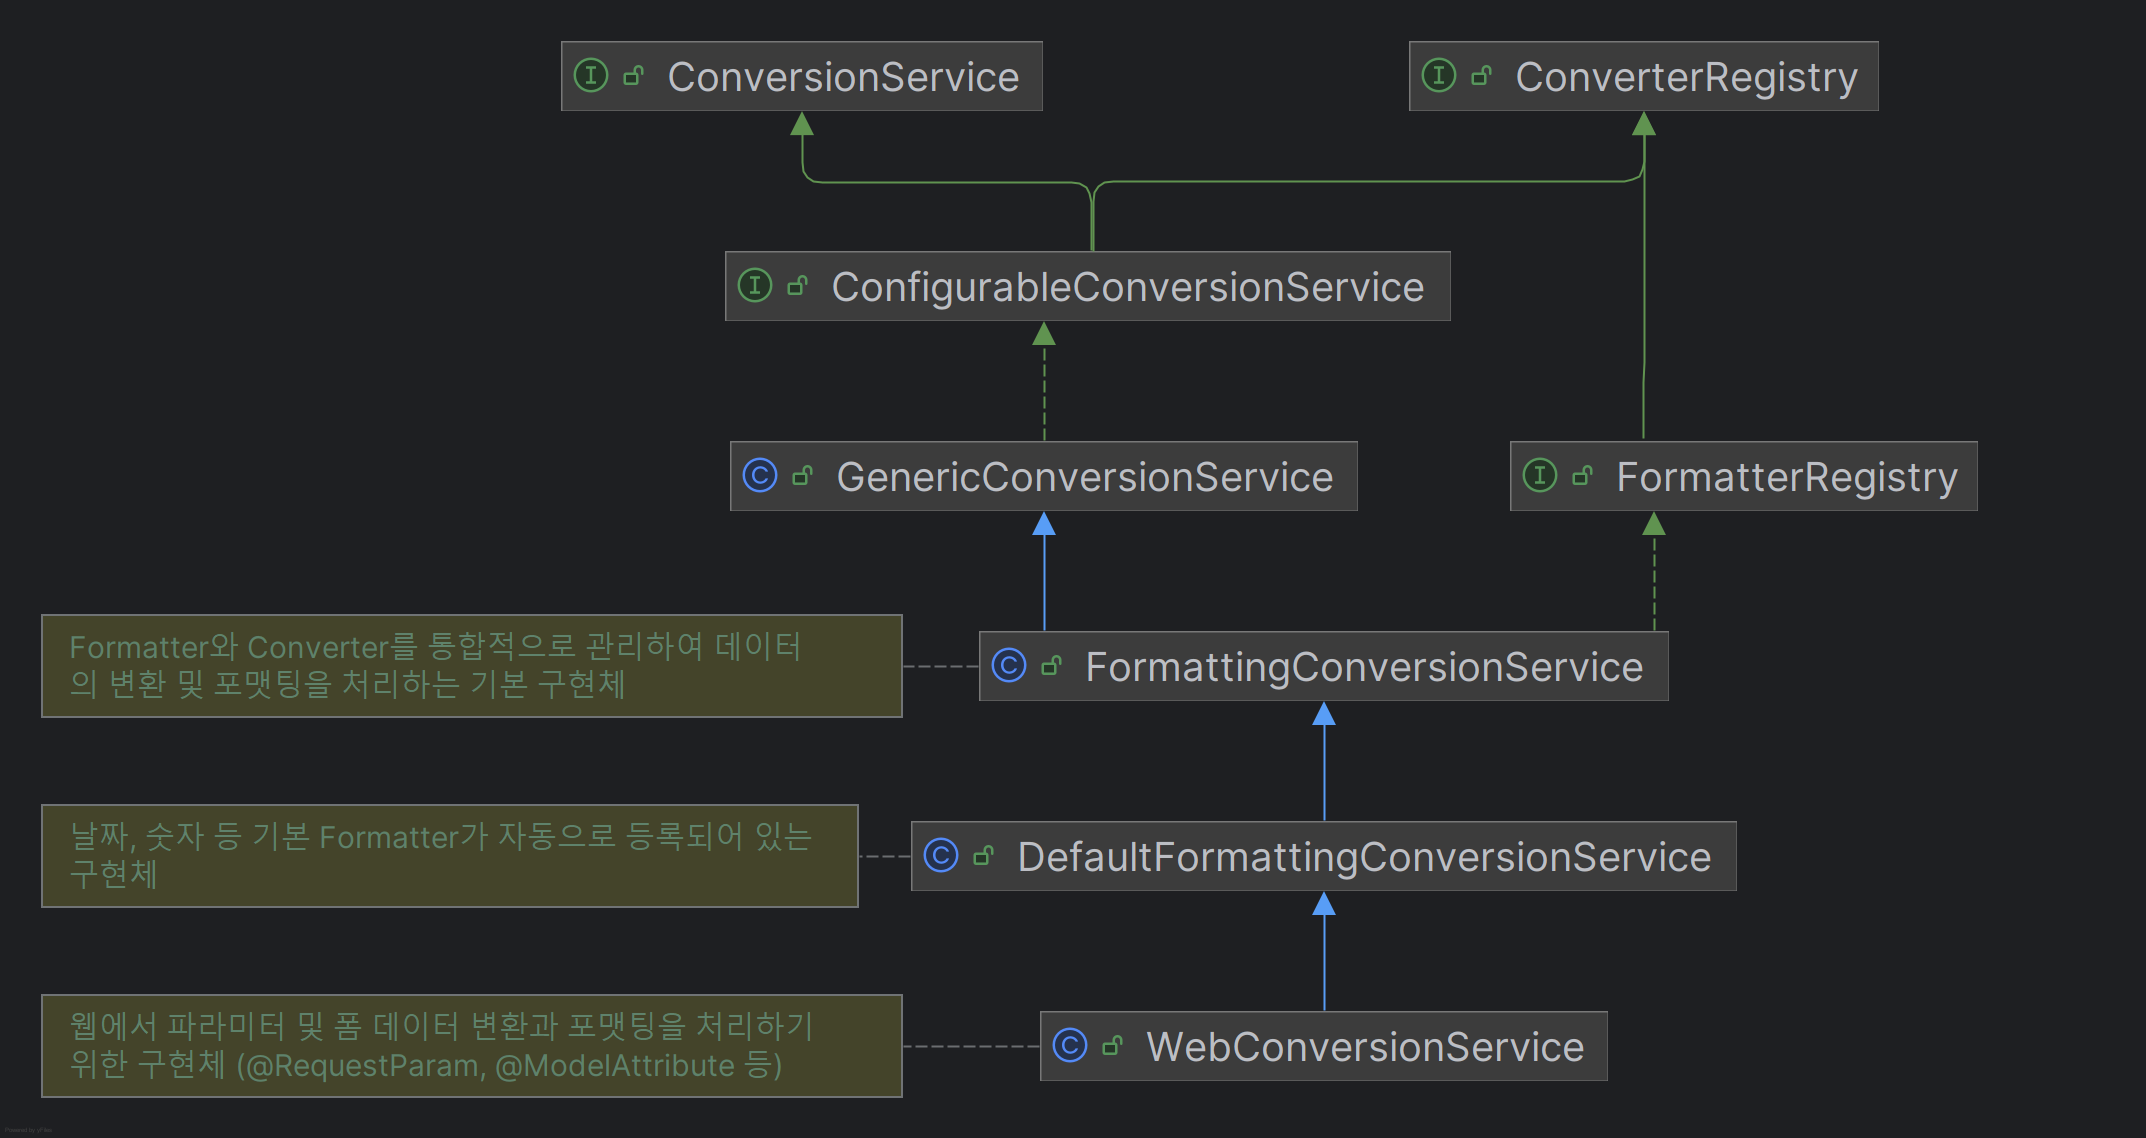 ConversionService
ConverterRegistry
ConfigurableConversionService
GenericConversionService
FormatterRegistry
Formatter와 Converter를 통합적으로 관리하여 데이터
의 변환 및 포맷팅을 처리하는 기본 구현체
FormattingConversionService
날짜, 숫자 등 기본 Formatter가 자동으로 등록되어 있는
구현체
DefaultFormattingConversionService
웹에서 파라미터 및 폼 데이터 변환과 포맷팅을 처리하기
위한 구현체 (@RequestParam, @ModelAttribute 등)
WebConversionService
Powered by yFiles